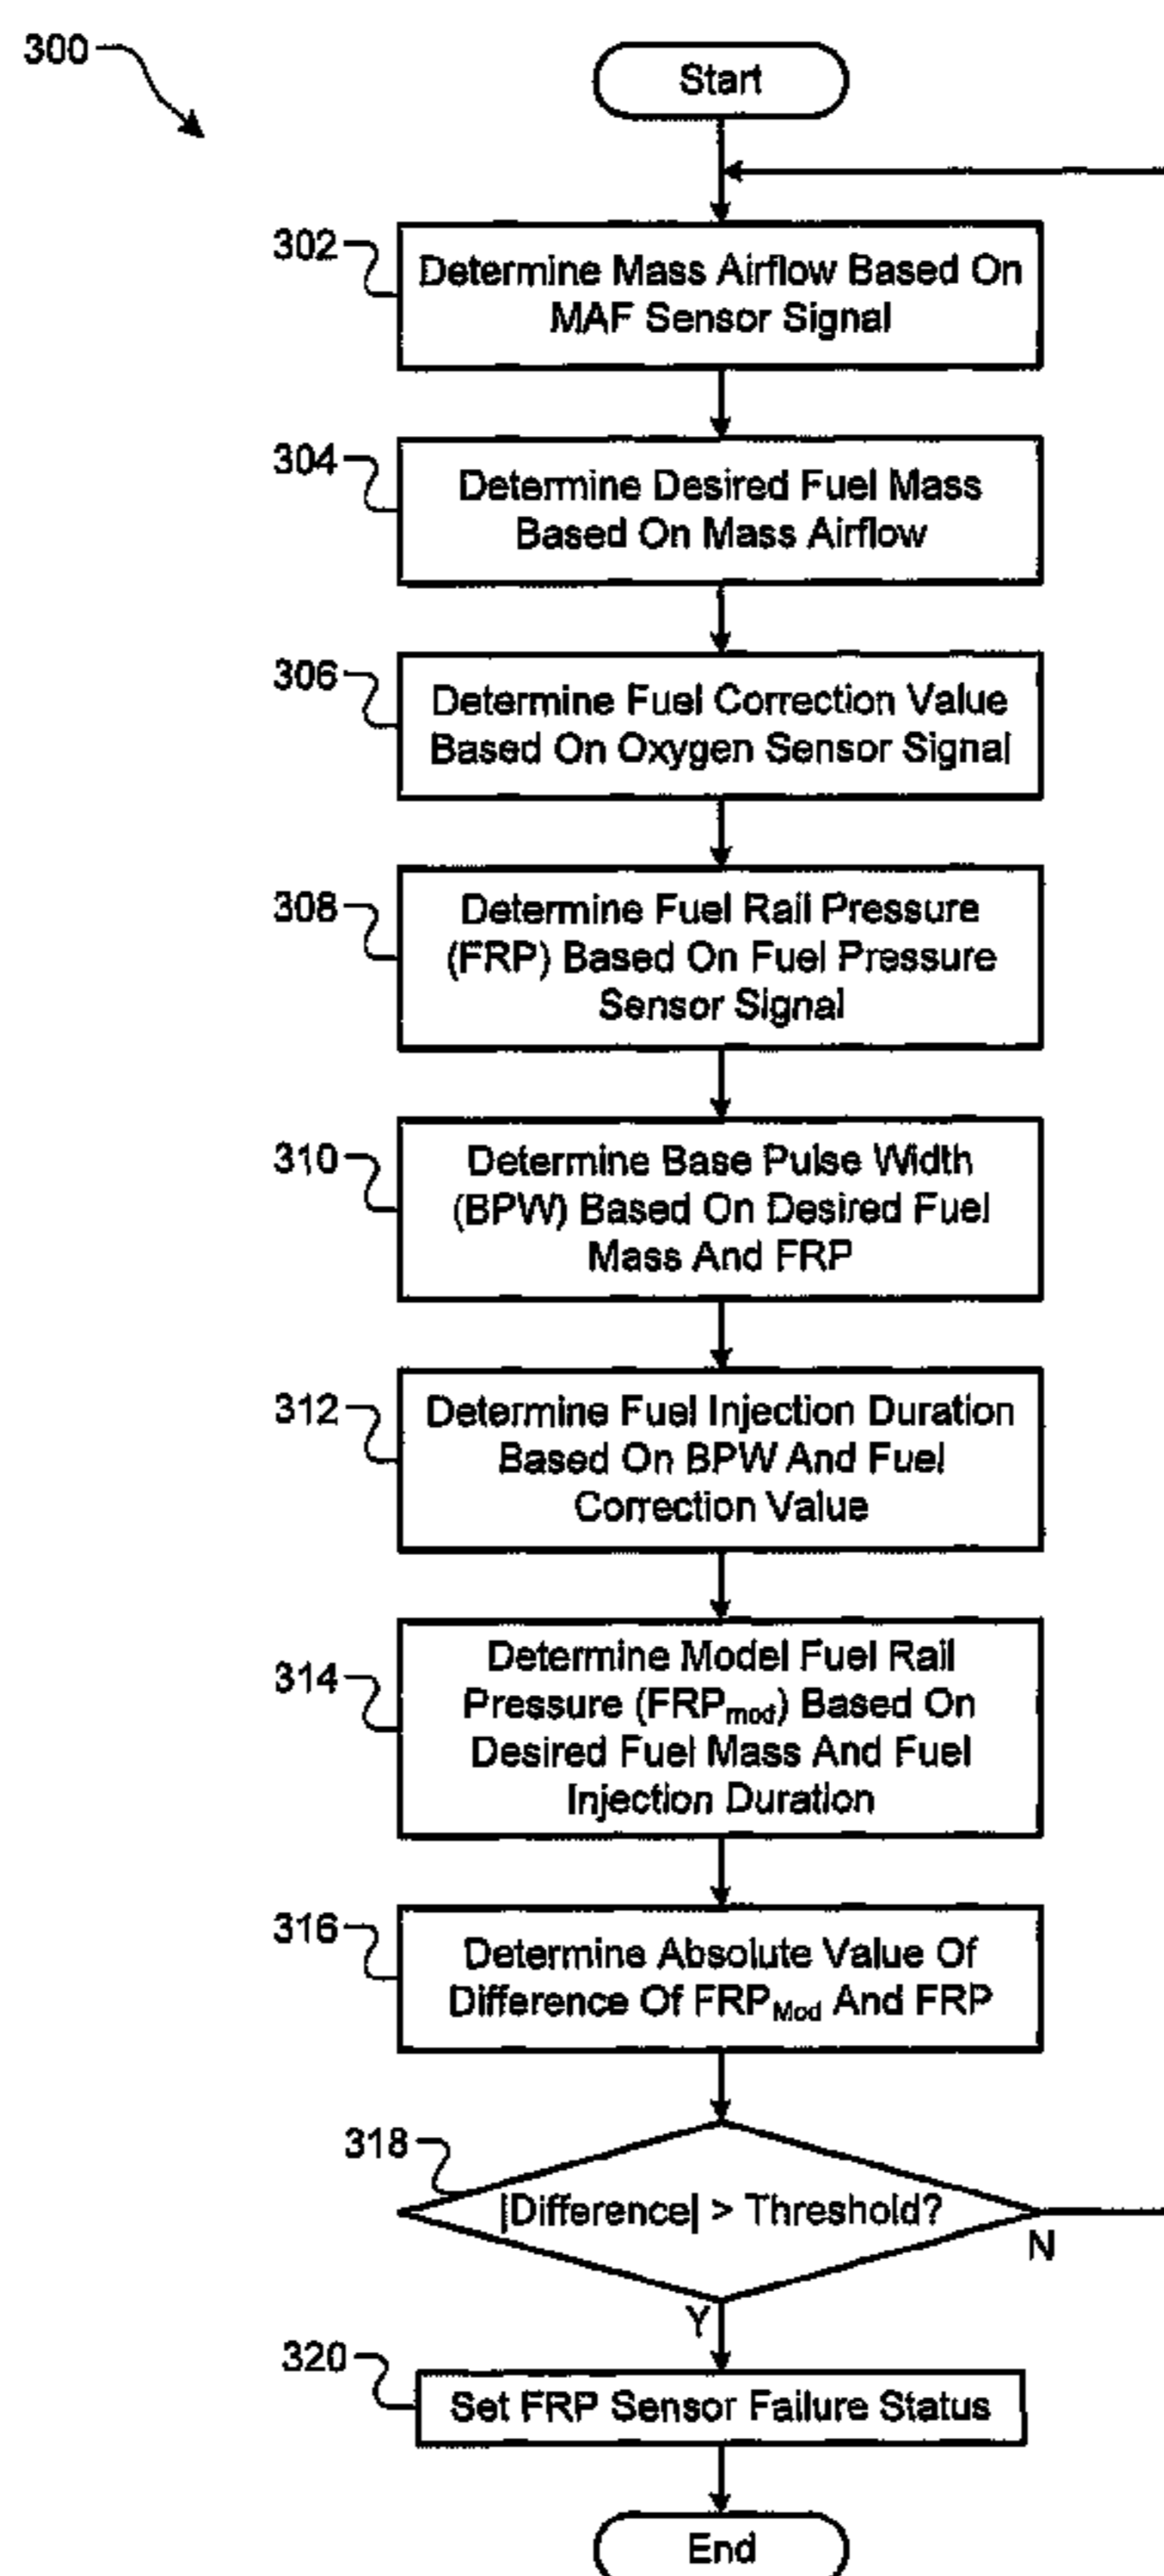 300
Start
302
Determine Mass Airflow Based On
MAF Sensor Signal
304
Determine Desired Fuel Mass
Based On Mass Airflow
306
Determine Fuel Correction Value
Based On Oxygen Sensor Signal
308
Determine Fuel Rail Pressure
(FRP) Based On Fuel Pressure
Sensor Signal
310
Determine Base Pulse Width
(BPW) Based On Desired Fuel
Mass And FRP
312
Determine Fuel Injection Duration
Based On BPW And Fuel
Correction Value
314
Determine Model Fuel Rail
Pressure (FRPmod) Based On
Desired Fuel Mass And Fuel
Injection Duration
316
Determine Absolute Value Of
Difference Of FRPMod And FRP
318
|Difference| > Threshold?
N
Y
320
Set FRP Sensor Failure Status
End